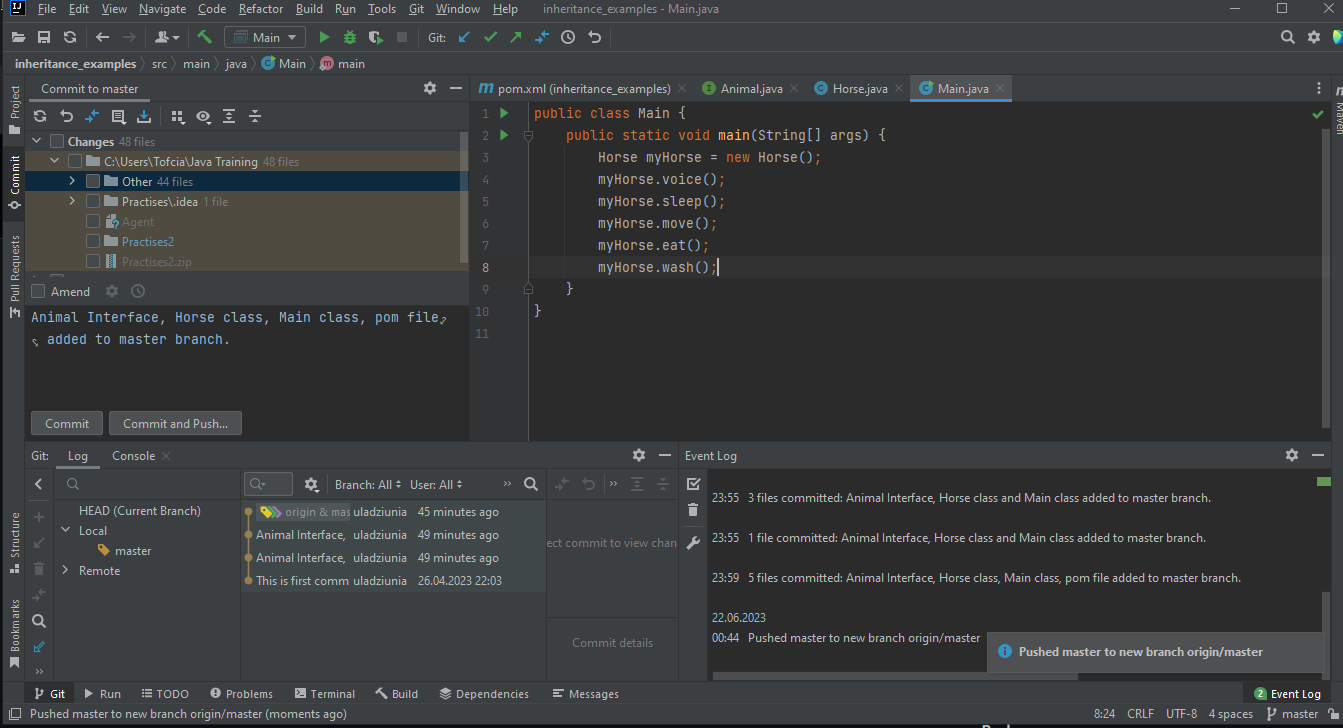 File Edit View Navigate Code Refactor Build Run Tools Git Window Help inheritance_examples - Main.java
Main Git:
inheritance_examples src main java Main main
Project
Commit to master
pom.xml (inheritance_examples) Animal.java Horse.java Main.java
Maven
Commit
Pull Requests
Structure
Bookmarks
Changes 48 files
C:\Users\Tofcia\Java Training 48 files
Other 44 files
Practises\.idea 1 file
Agent
Practises2
Practises2.zip
Amend
Animal Interface, Horse class, Main class, pom file,
added to master branch.
Commit Commit and Push...
1 public class Main {
2 public static void main(String[] args) {
3 Horse myHorse = new Horse();
4 myHorse.voice();
5 myHorse.sleep();
6 myHorse.move();
7 myHorse.eat();
8 myHorse.wash();
9 }
10 }
11
Git: Log Console
HEAD (Current Branch)
Local
master
Remote
Branch: All User: All
origin & mas uladziunia 45 minutes ago
Animal Interface, uladziunia 49 minutes ago
Animal Interface, uladziunia 49 minutes ago
This is first comm uladziunia 26.04.2023 22:03
ect commit to view chan
Commit details
Event Log
23:55 3 files committed: Animal Interface, Horse class and Main class added to master branch.
23:55 1 file committed: Animal Interface, Horse class and Main class added to master branch.
23:59 5 files committed: Animal Interface, Horse class, Main class, pom file added to master branch.
22.06.2023
00:44 Pushed master to new branch origin/master
Pushed master to new branch origin/master
Git Run TODO Problems Terminal Build Dependencies Messages 2 Event Log
Pushed master to new branch origin/master (moments ago) 8:24 CRLF UTF-8 4 spaces master